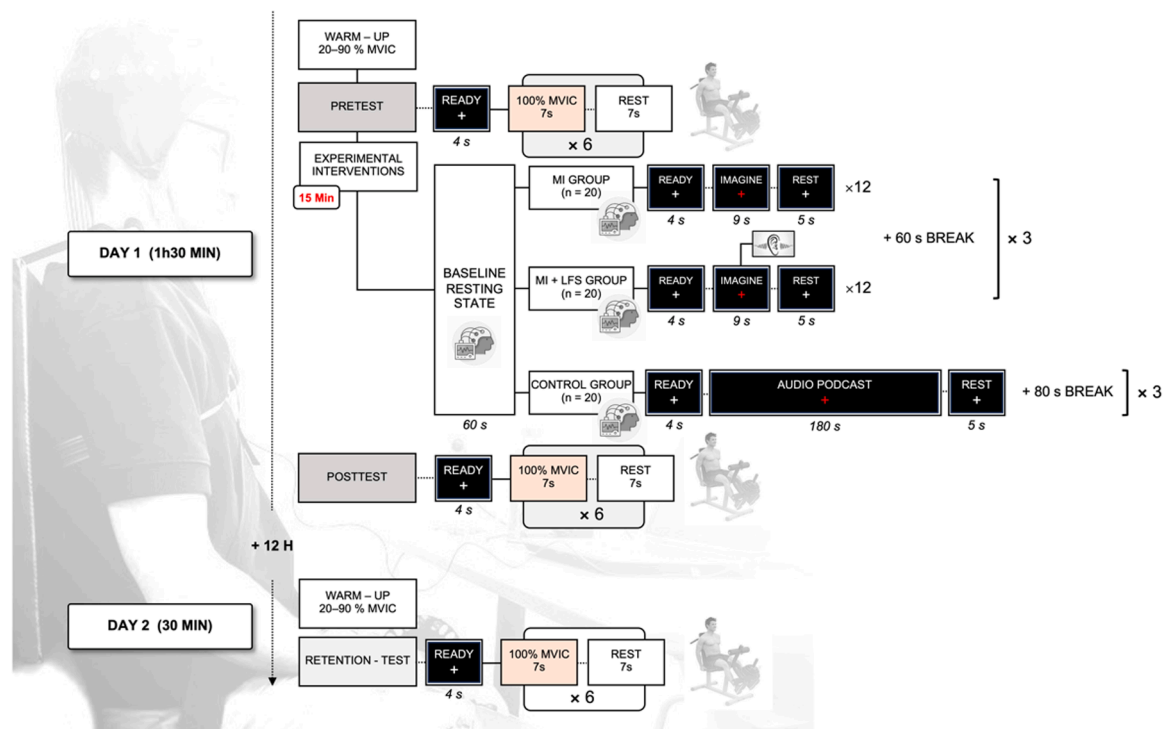 WARM – UP
20–90 % MVIC
PRETEST
READY
+
4 s
100% MVIC
7s
REST
7s
× 6
EXPERIMENTAL
INTERVENTIONS
15 Min
DAY 1 (1h30 MIN)
BASELINE
RESTING
STATE
60 s
MI GROUP
(n = 20)
READY
+
4 s
IMAGINE
+
9 s
REST
+
5 s
×12
MI + LFS GROUP
(n = 20)
READY
+
4 s
IMAGINE
+
9 s
REST
+
5 s
×12
+ 60 s BREAK
× 3
CONTROL GROUP
(n = 20)
READY
+
4 s
AUDIO PODCAST
+
180 s
REST
+
5 s
+ 80 s BREAK
× 3
POSTTEST
READY
+
4 s
100% MVIC
7s
REST
7s
× 6
+ 12 H
DAY 2 (30 MIN)
WARM – UP
20–90 % MVIC
RETENTION - TEST
READY
+
4 s
100% MVIC
7s
REST
7s
× 6